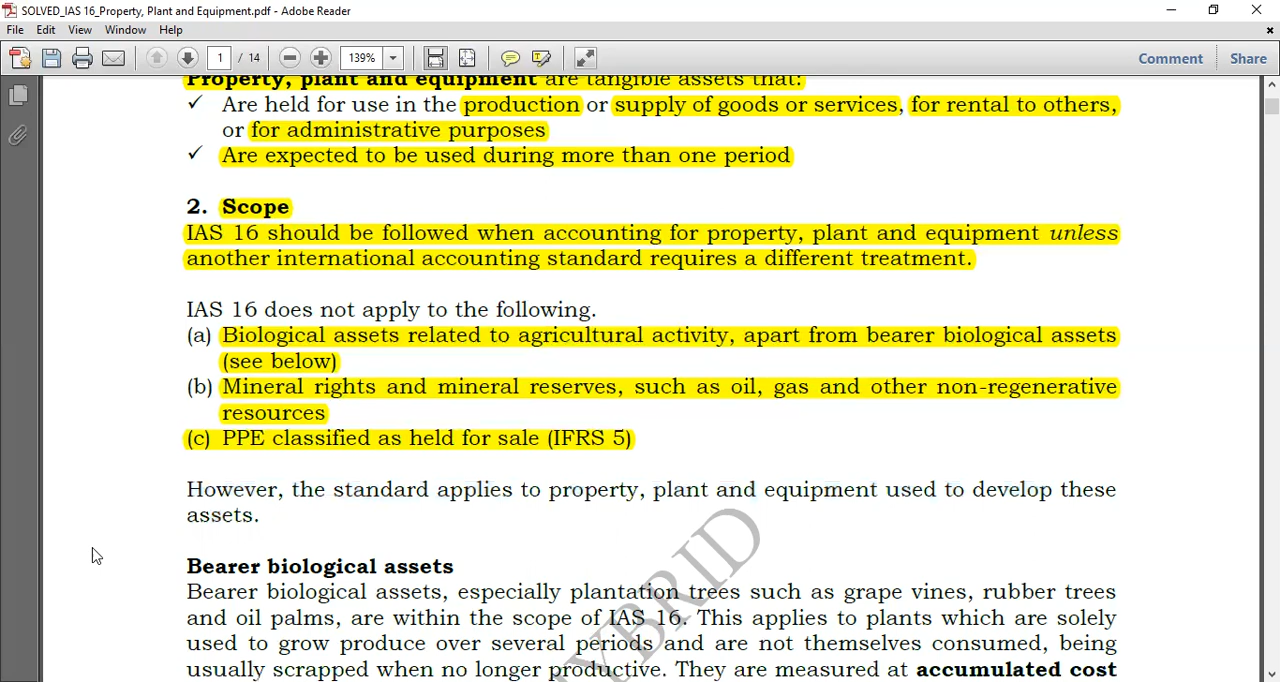 SOLVED_IAS 16_Property, Plant and Equipment.pdf - Adobe Reader
File Edit View Window Help
1 / 14 139% Comment Share
Property, plant and equipment are tangible assets that:
✓ Are held for use in the production or supply of goods or services, for rental to others,
or for administrative purposes
✓ Are expected to be used during more than one period
2. Scope
IAS 16 should be followed when accounting for property, plant and equipment unless
another international accounting standard requires a different treatment.
IAS 16 does not apply to the following.
(a) Biological assets related to agricultural activity, apart from bearer biological assets
(see below)
(b) Mineral rights and mineral reserves, such as oil, gas and other non-regenerative
resources
(c) PPE classified as held for sale (IFRS 5)
However, the standard applies to property, plant and equipment used to develop these
assets.
Bearer biological assets
Bearer biological assets, especially plantation trees such as grape vines, rubber trees
and oil palms, are within the scope of IAS 16. This applies to plants which are solely
used to grow produce over several periods and are not themselves consumed, being
usually scrapped when no longer productive. They are measured at accumulated cost